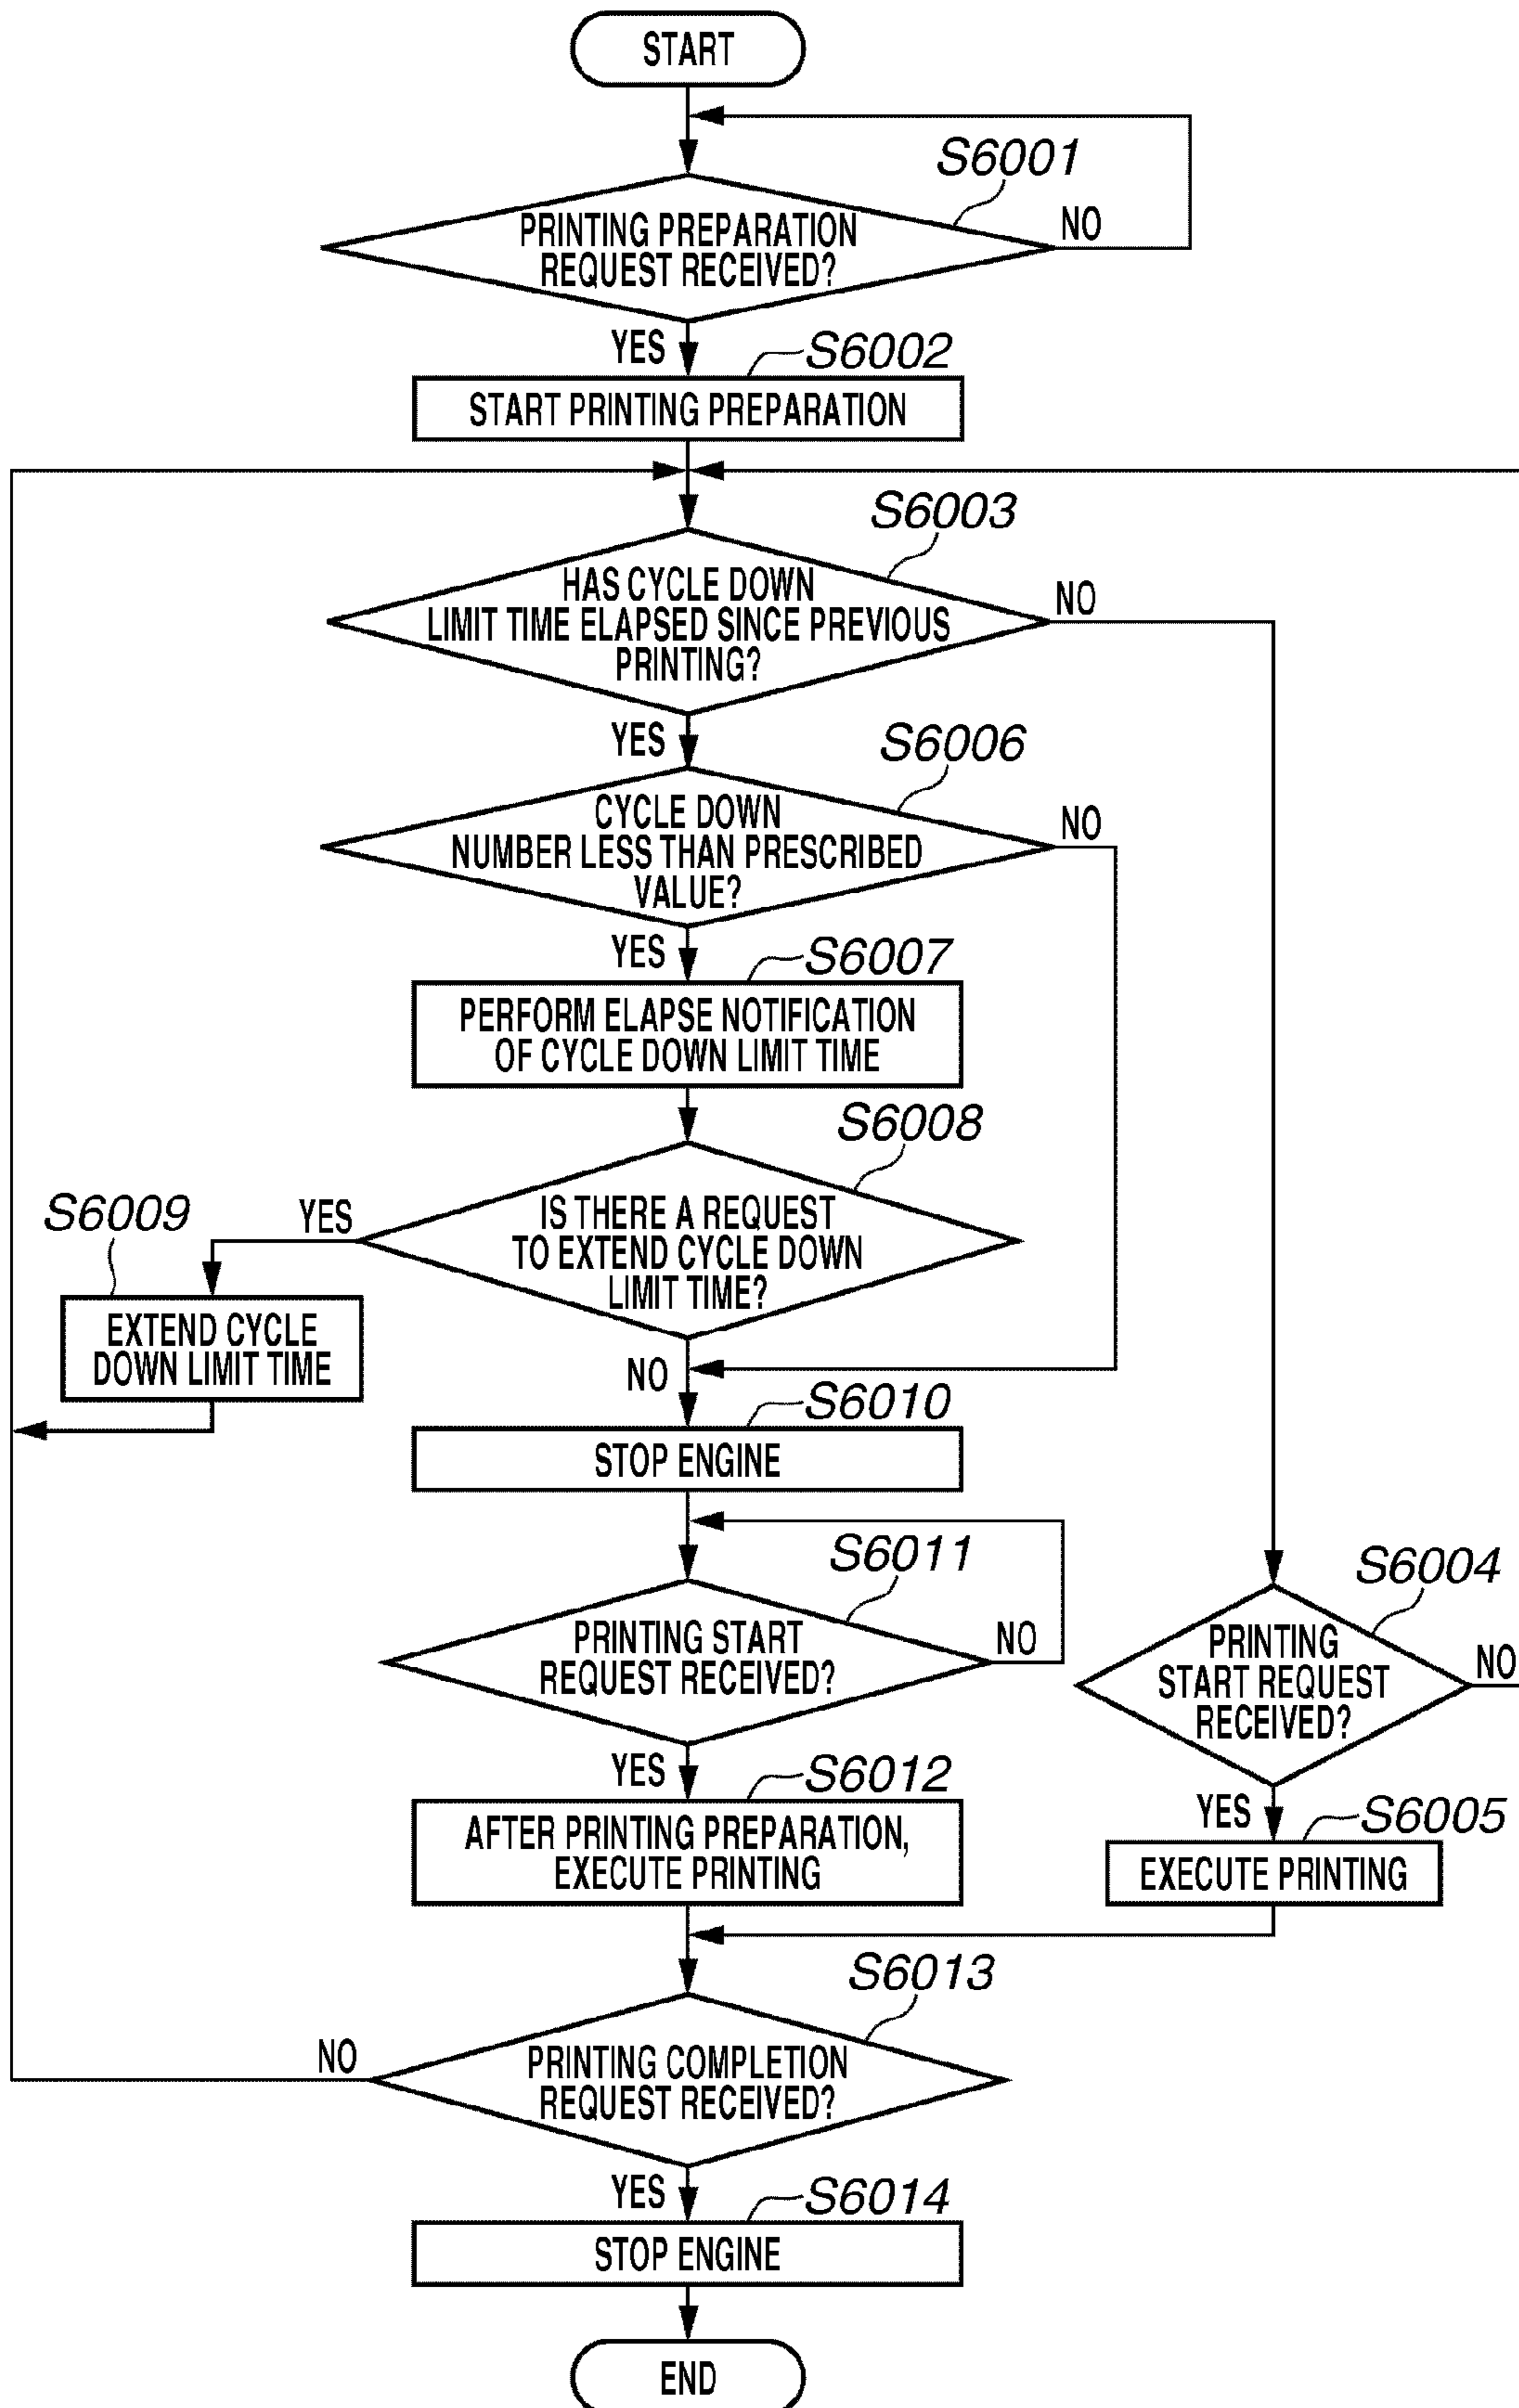 START
S6001
PRINTING PREPARATION
REQUEST RECEIVED?
NO
YES
S6002
START PRINTING PREPARATION
S6003
HAS CYCLE DOWN
LIMIT TIME ELAPSED SINCE PREVIOUS
PRINTING?
NO
YES
S6006
CYCLE DOWN
NUMBER LESS THAN PRESCRIBED
VALUE?
NO
YES
S6007
PERFORM ELAPSE NOTIFICATION
OF CYCLE DOWN LIMIT TIME
S6008
IS THERE A REQUEST
TO EXTEND CYCLE DOWN
LIMIT TIME?
YES
S6009
EXTEND CYCLE
DOWN LIMIT TIME
NO
S6010
STOP ENGINE
S6011
PRINTING START
REQUEST RECEIVED?
NO
S6004
PRINTING
START REQUEST
RECEIVED?
NO
YES
S6012
AFTER PRINTING PREPARATION,
EXECUTE PRINTING
YES
S6005
EXECUTE PRINTING
S6013
PRINTING COMPLETION
REQUEST RECEIVED?
NO
YES
S6014
STOP ENGINE
END